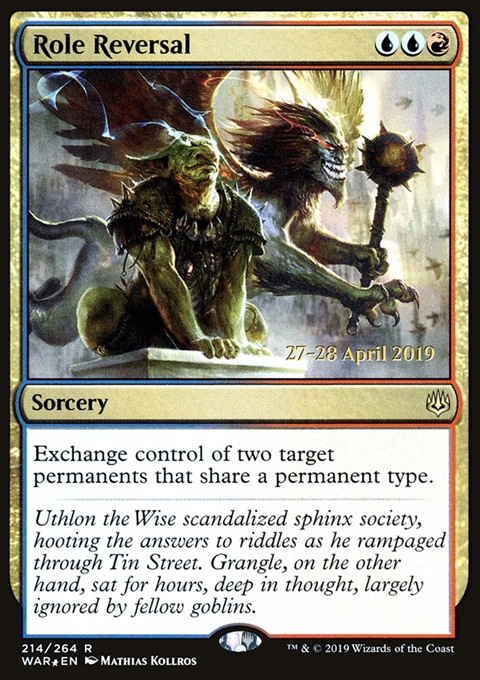 Role Reversal
27–28 April 2019
Sorcery
Exchange control of two target
permanents that share a permanent type.
Uthlon the Wise scandalized sphinx society,
hooting the answers to riddles as he rampaged
through Tin Street. Grangle, on the other
hand, sat for hours, deep in thought, largely
ignored by fellow goblins.
214/264 R
WAR★EN Mathias Kollros
™ & © 2019 Wizards of the Coast